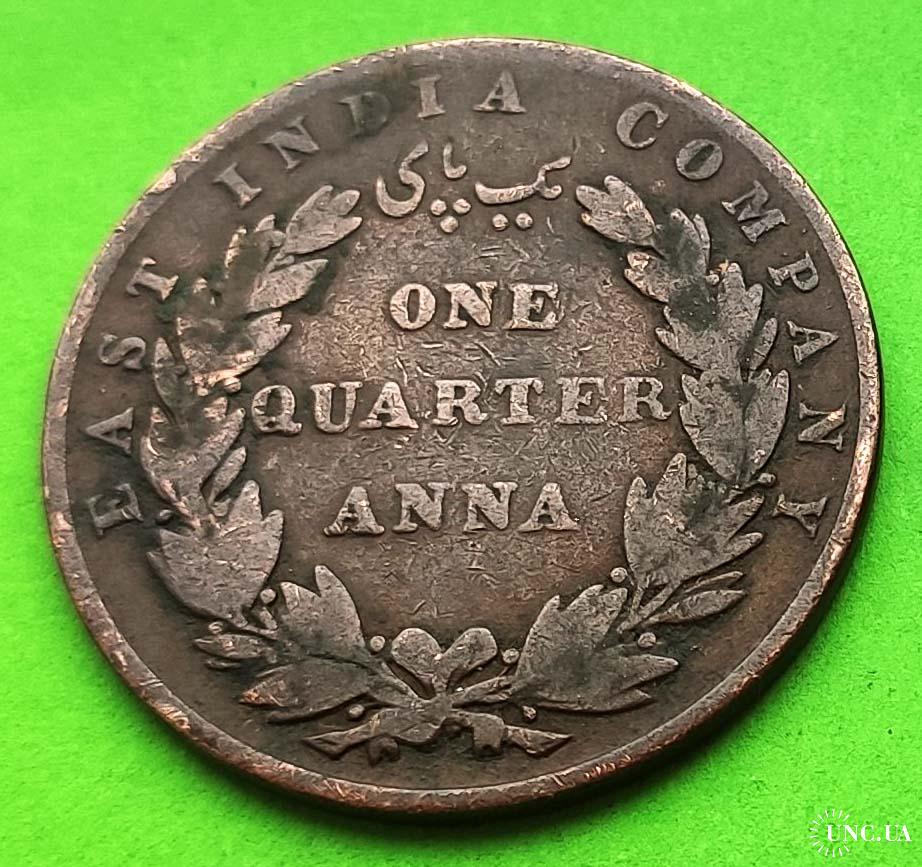 EAST INDIA COMPANY
یک پای
ONE
QUARTER
ANNA
UNC.UA